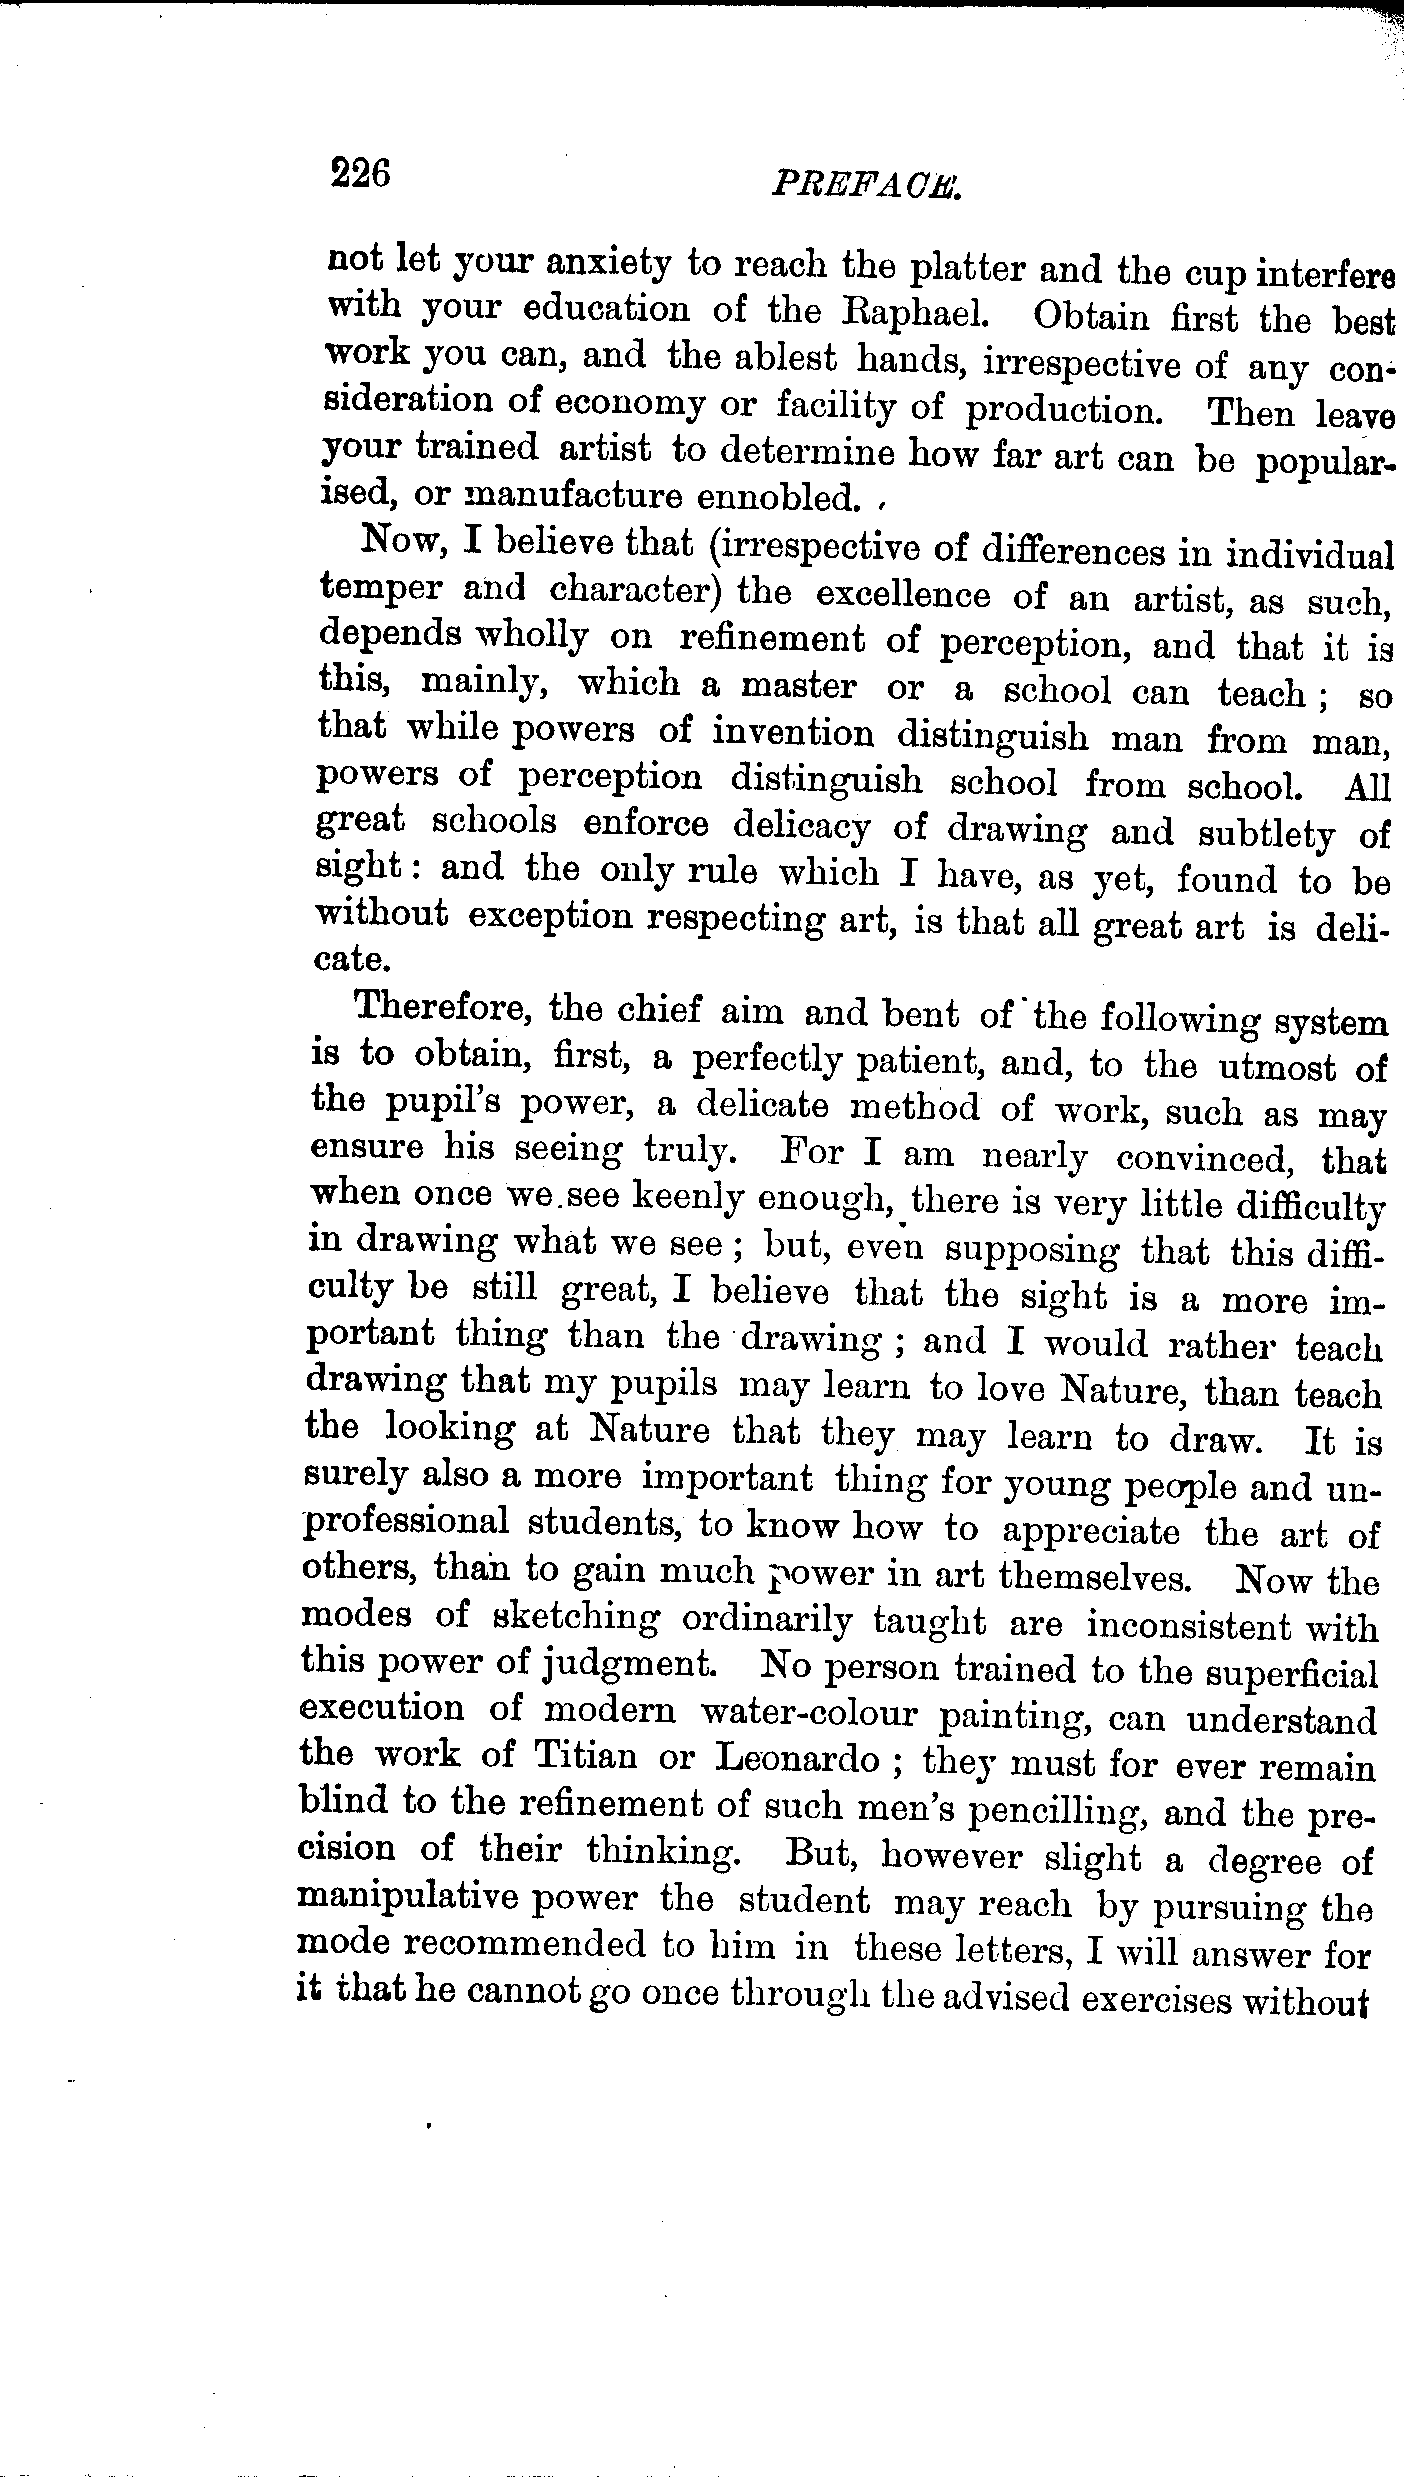 226 PREFACE.
not let your anxiety to reach the platter and the cup interfere
with your education of the Raphael. Obtain first the best
work you can, and the ablest hands, irrespective of any con-
sideration of economy or facility of production. Then leave
your trained artist to determine how far art can be popular-
ised, or manufacture ennobled.
Now, I believe that (irrespective of differences in individual
temper and character) the excellence of an artist, as such,
depends wholly on refinement of perception, and that it is
this, mainly, which a master or a school can teach ; so
that while powers of invention distinguish man from man,
powers of perception distinguish school from school. All
great schools enforce delicacy of drawing and subtlety of
sight : and the only rule which I have, as yet, found to be
without exception respecting art, is that all great art is deli-
cate.
Therefore, the chief aim and bent of the following system
is to obtain, first, a perfectly patient, and, to the utmost of
the pupil's power, a delicate method of work, such as may
ensure his seeing truly. For I am nearly convinced, that
when once we see keenly enough, there is very little difficulty
in drawing what we see ; but, even supposing that this diffi-
culty be still great, I believe that the sight is a more im-
portant thing than the drawing ; and I would rather teach
drawing that my pupils may learn to love Nature, than teach
the looking at Nature that they may learn to draw. It is
surely also a more important thing for young people and un-
professional students, to know how to appreciate the art of
others, than to gain much power in art themselves. Now the
modes of sketching ordinarily taught are inconsistent with
this power of judgment. No person trained to the superficial
execution of modern water-colour painting, can understand
the work of Titian or Leonardo ; they must for ever remain
blind to the refinement of such men's pencilling, and the pre-
cision of their thinking. But, however slight a degree of
manipulative power the student may reach by pursuing the
mode recommended to him in these letters, I will answer for
it that he cannot go once through the advised exercises without